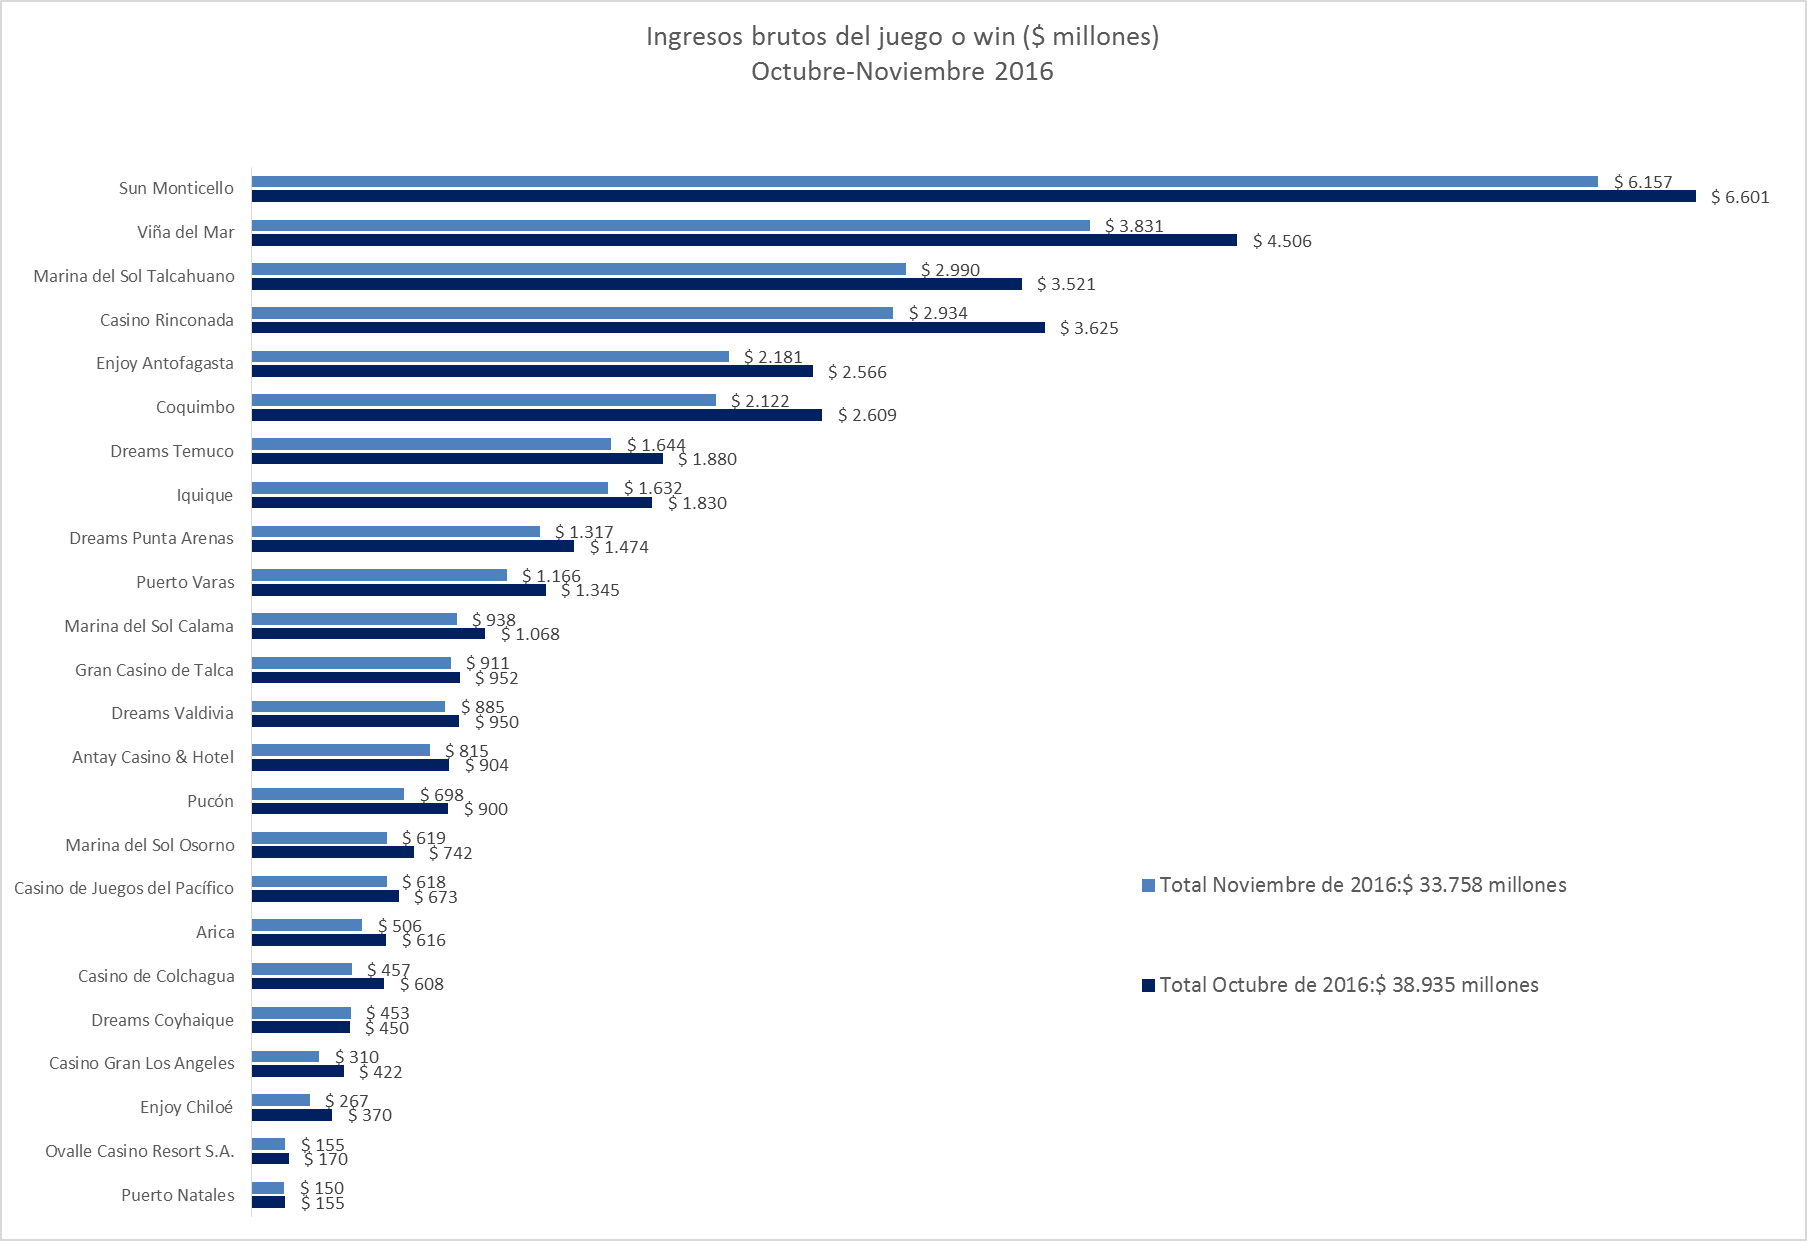 Ingresos brutos del juego o win ($ millones)
Octubre-Noviembre 2016
Sun Monticello
$ 6.157
$ 6.601
Viña del Mar
$ 3.831
$ 4.506
Marina del Sol Talcahuano
$ 2.990
$ 3.521
Casino Rinconada
$ 2.934
$ 3.625
Enjoy Antofagasta
$ 2.181
$ 2.566
Coquimbo
$ 2.122
$ 2.609
Dreams Temuco
$ 1.644
$ 1.880
Iquique
$ 1.632
$ 1.830
Dreams Punta Arenas
$ 1.317
$ 1.474
Puerto Varas
$ 1.166
$ 1.345
Marina del Sol Calama
$ 938
$ 1.068
Gran Casino de Talca
$ 911
$ 952
Dreams Valdivia
$ 885
$ 950
Antay Casino & Hotel
$ 815
$ 904
Pucón
$ 698
$ 900
Marina del Sol Osorno
$ 619
$ 742
Casino de Juegos del Pacífico
$ 618
$ 673
Arica
$ 506
$ 616
Casino de Colchagua
$ 457
$ 608
Dreams Coyhaique
$ 453
$ 450
Casino Gran Los Angeles
$ 310
$ 422
Enjoy Chiloé
$ 267
$ 370
Ovalle Casino Resort S.A.
$ 155
$ 170
Puerto Natales
$ 150
$ 155
Total Noviembre de 2016:$ 33.758 millones
Total Octubre de 2016:$ 38.935 millones